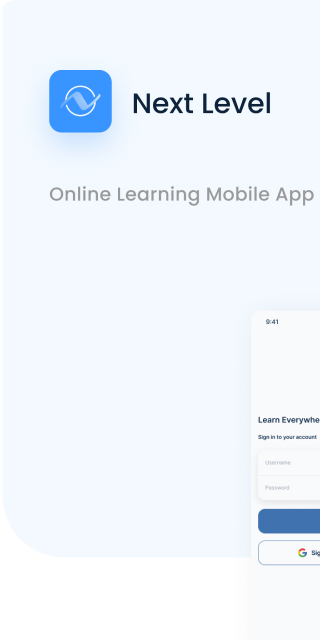 Next Level
Online Learning Mobile App
9:41
Learn Everywhe
Sign in to your account
Username
Password
Sig